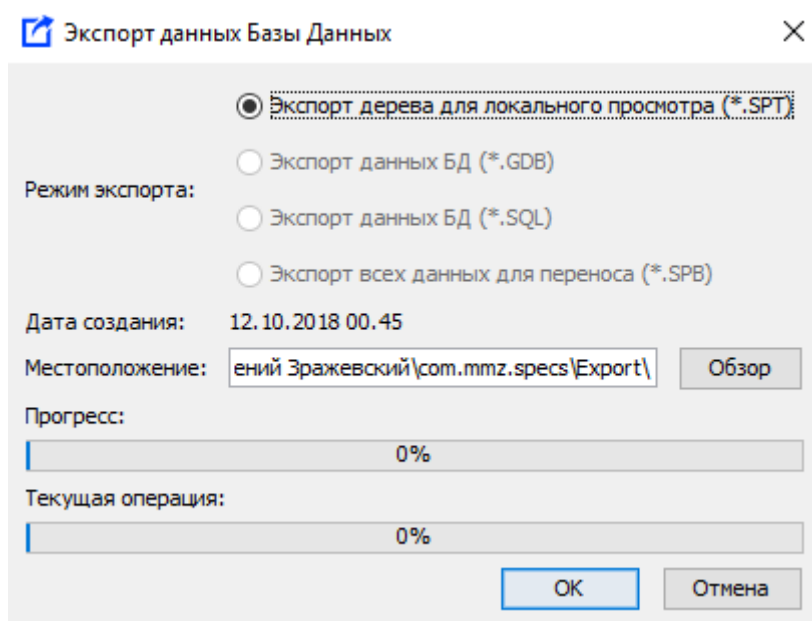 Экспорт данных Базы Данных
Экспорт дерева для локального просмотра (*.SPT)
Экспорт данных БД (*.GDB)
Режим экспорта:
Экспорт данных БД (*.SQL)
Экспорт всех данных для переноса (*.SPB)
Дата создания: 12.10.2018 00.45
Местоположение: ений Зражевский\com.mmz.specs\Export\ Обзор
Прогресс:
0%
Текущая операция:
0%
OK Отмена